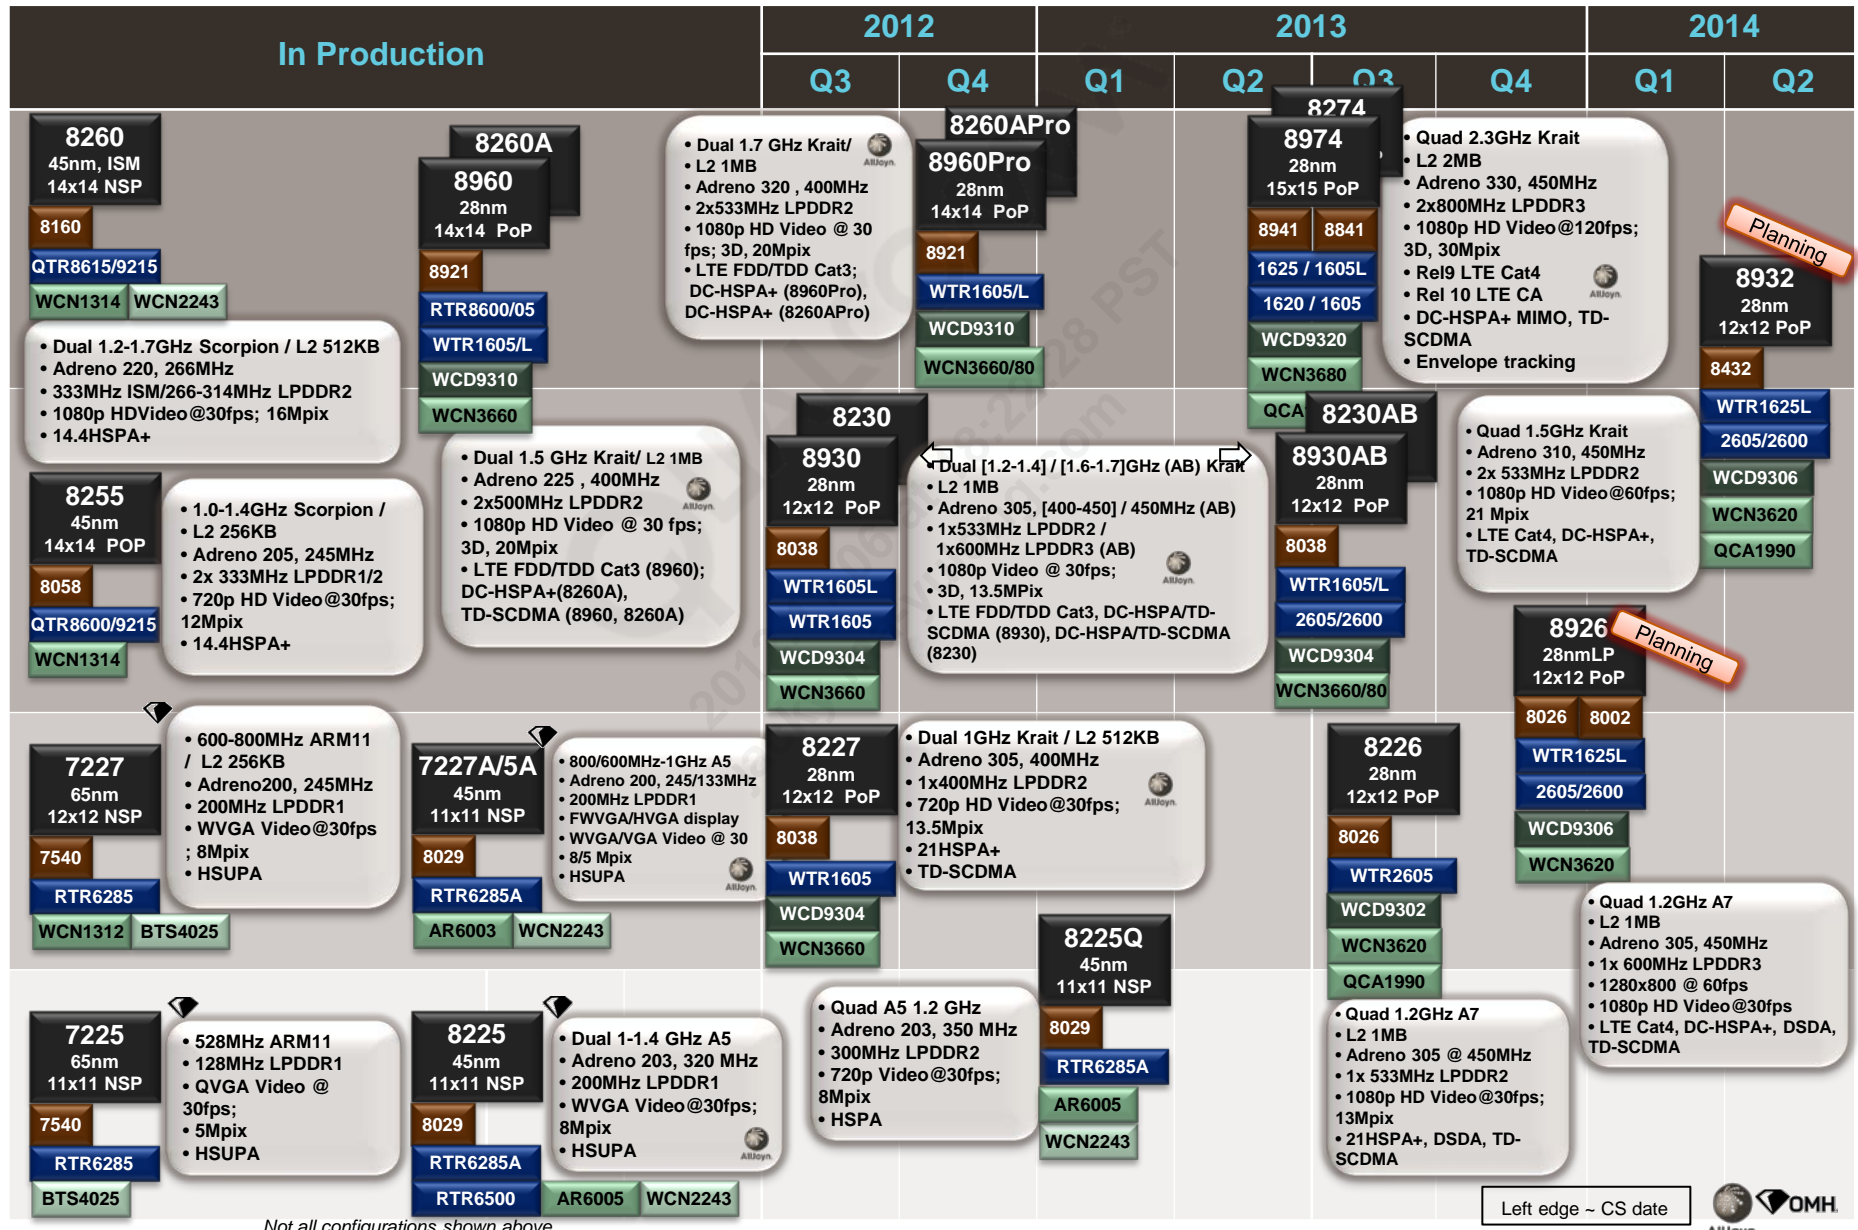 In Production
2012
2013
2014
Q3
Q4
Q1
Q2
Q3
Q4
Q1
Q2
8260
45nm, ISM
14x14 NSP
8160
QTR8615/9215
WCN1314
WCN2243
• Dual 1.2-1.7GHz Scorpion / L2 512KB
• Adreno 220, 266MHz
• 333MHz ISM/266-314MHz LPDDR2
• 1080p HDVideo@30fps; 16Mpix
• 14.4HSPA+
8260A
8960
28nm
14x14 PoP
8921
RTR8600/05
WTR1605/L
WCD9310
WCN3660
• Dual 1.5 GHz Krait/ L2 1MB
• Adreno 225 , 400MHz
• 2x500MHz LPDDR2
• 1080p HD Video @ 30 fps;
3D, 20Mpix
• LTE FDD/TDD Cat3 (8960);
DC-HSPA+(8260A),
TD-SCDMA (8960, 8260A)
AllJoyn.
• Dual 1.7 GHz Krait/
• L2 1MB
• Adreno 320 , 400MHz
• 2x533MHz LPDDR2
• 1080p HD Video @ 30
fps; 3D, 20Mpix
• LTE FDD/TDD Cat3;
DC-HSPA+ (8960Pro),
DC-HSPA+ (8260APro)
AllJoyn.
8260APro
8960Pro
28nm
14x14 PoP
8921
WTR1605/L
WCD9310
WCN3660/80
8274
8974
28nm
15x15 PoP
8941
8841
1625 / 1605L
1620 / 1605
WCD9320
WCN3680
QCA
• Quad 2.3GHz Krait
• L2 2MB
• Adreno 330, 450MHz
• 2x800MHz LPDDR3
• 1080p HD Video@120fps;
3D, 30Mpix
• Rel9 LTE Cat4
• Rel 10 LTE CA
• DC-HSPA+ MIMO, TD-
SCDMA
• Envelope tracking
AllJoyn.
Planning
8932
28nm
12x12 PoP
8432
WTR1625L
2605/2600
WCD9306
WCN3620
QCA1990
• Quad 1.5GHz Krait
• Adreno 310, 450MHz
• 2x 533MHz LPDDR2
• 1080p HD Video@60fps;
21 Mpix
• LTE Cat4, DC-HSPA+,
TD-SCDMA
8255
45nm
14x14 POP
8058
QTR8600/9215
WCN1314
• 1.0-1.4GHz Scorpion /
• L2 256KB
• Adreno 205, 245MHz
• 2x 333MHz LPDDR1/2
• 720p HD Video@30fps;
12Mpix
• 14.4HSPA+
8230
8930
28nm
12x12 PoP
8038
WTR1605L
WTR1605
WCD9304
WCN3660
• Dual [1.2-1.4] / [1.6-1.7]GHz (AB) Krait
• L2 1MB
• Adreno 305, [400-450] / 450MHz (AB)
• 1x533MHz LPDDR2 /
1x600MHz LPDDR3 (AB)
• 1080p Video @ 30fps;
• 3D, 13.5MPix
• LTE FDD/TDD Cat3, DC-HSPA/TD-
SCDMA (8930), DC-HSPA/TD-SCDMA
(8230)
AllJoyn.
8230AB
8930AB
28nm
12x12 PoP
8038
WTR1605/L
2605/2600
WCD9304
WCN3660/80
8926
Planning
28nmLP
12x12 PoP
8026
8002
WTR1625L
2605/2600
WCD9306
WCN3620
• Quad 1.2GHz A7
• L2 1MB
• Adreno 305, 450MHz
• 1x 600MHz LPDDR3
• 1280x800 @ 60fps
• 1080p HD Video@30fps
• LTE Cat4, DC-HSPA+, DSDA,
TD-SCDMA
7227
65nm
12x12 NSP
7540
RTR6285
WCN1312
BTS4025
• 600-800MHz ARM11
/ L2 256KB
• Adreno200, 245MHz
• 200MHz LPDDR1
• WVGA Video@30fps
; 8Mpix
• HSUPA
7227A/5A
45nm
11x11 NSP
8029
RTR6285A
AR6003
WCN2243
• 800/600MHz-1GHz A5
• Adreno 200, 245/133MHz
• 200MHz LPDDR1
• FWVGA/HVGA display
• WVGA/VGA Video @ 30
• 8/5 Mpix
• HSUPA
AllJoyn.
8227
28nm
12x12 PoP
8038
WTR1605
WCD9304
WCN3660
• Dual 1GHz Krait / L2 512KB
• Adreno 305, 400MHz
• 1x400MHz LPDDR2
• 720p HD Video@30fps;
13.5Mpix
• 21HSPA+
• TD-SCDMA
AllJoyn.
8226
28nm
12x12 PoP
8026
WTR2605
WCD9302
WCN3620
QCA1990
• Quad 1.2GHz A7
• L2 1MB
• Adreno 305 @ 450MHz
• 1x 533MHz LPDDR2
• 1080p HD Video@30fps;
13Mpix
• 21HSPA+, DSDA, TD-
SCDMA
8225Q
45nm
11x11 NSP
8029
RTR6285A
AR6005
WCN2243
• Quad A5 1.2 GHz
• Adreno 203, 350 MHz
• 300MHz LPDDR2
• 720p Video@30fps;
8Mpix
• HSPA
7225
65nm
11x11 NSP
7540
RTR6285
BTS4025
• 528MHz ARM11
• 128MHz LPDDR1
• QVGA Video @
30fps;
• 5Mpix
• HSUPA
8225
45nm
11x11 NSP
8029
RTR6285A
RTR6500
AR6005
WCN2243
• Dual 1-1.4 GHz A5
• Adreno 203, 320 MHz
• 200MHz LPDDR1
• WVGA Video@30fps;
8Mpix
• HSUPA
AllJoyn.
Left edge ~ CS date
AllJoyn
OMH
Not all configurations shown above